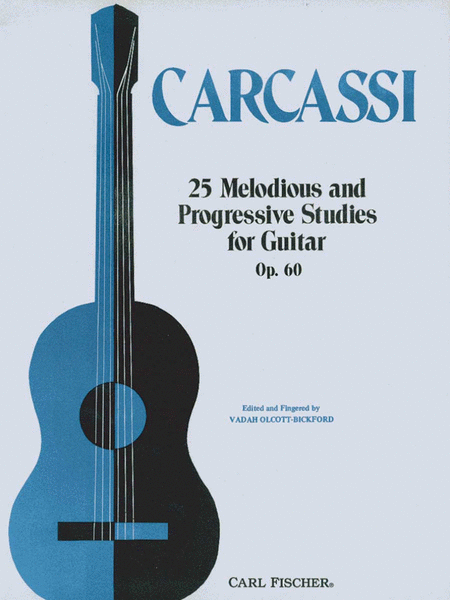 CARCASSI
25 Melodious and
Progressive Studies
for Guitar
Op. 60
Edited and Fingered by
VADAH OLCOTT-BICKFORD
CARL FISCHER®